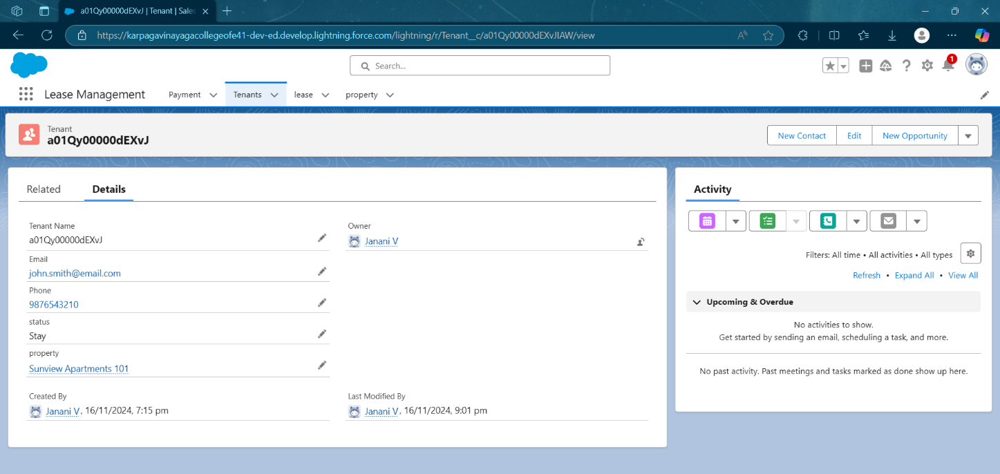 a01Qy00000dEXvJ | Tenant | Sales
https://karpagavinayagacollegeofe41-dev-ed.develop.lightning.force.com/lightning/r/Tenant__c/a01Qy00000dEXvJIAW/view
Search...
1
Lease Management Payment Tenants lease property
Tenant
a01Qy00000dEXvJ
New Contact Edit New Opportunity
Related Details
Tenant Name
a01Qy00000dEXvJ
Email
john.smith@email.com
Phone
9876543210
status
Stay
property
Sunview Apartments 101
Created By
Janani V, 16/11/2024, 7:15 pm
Owner
Janani V
Last Modified By
Janani V, 16/11/2024, 9:01 pm
Activity
Filters: All time • All activities • All types
Refresh • Expand All • View All
Upcoming & Overdue
No activities to show.
Get started by sending an email, scheduling a task, and more.
No past activity. Past meetings and tasks marked as done show up here.